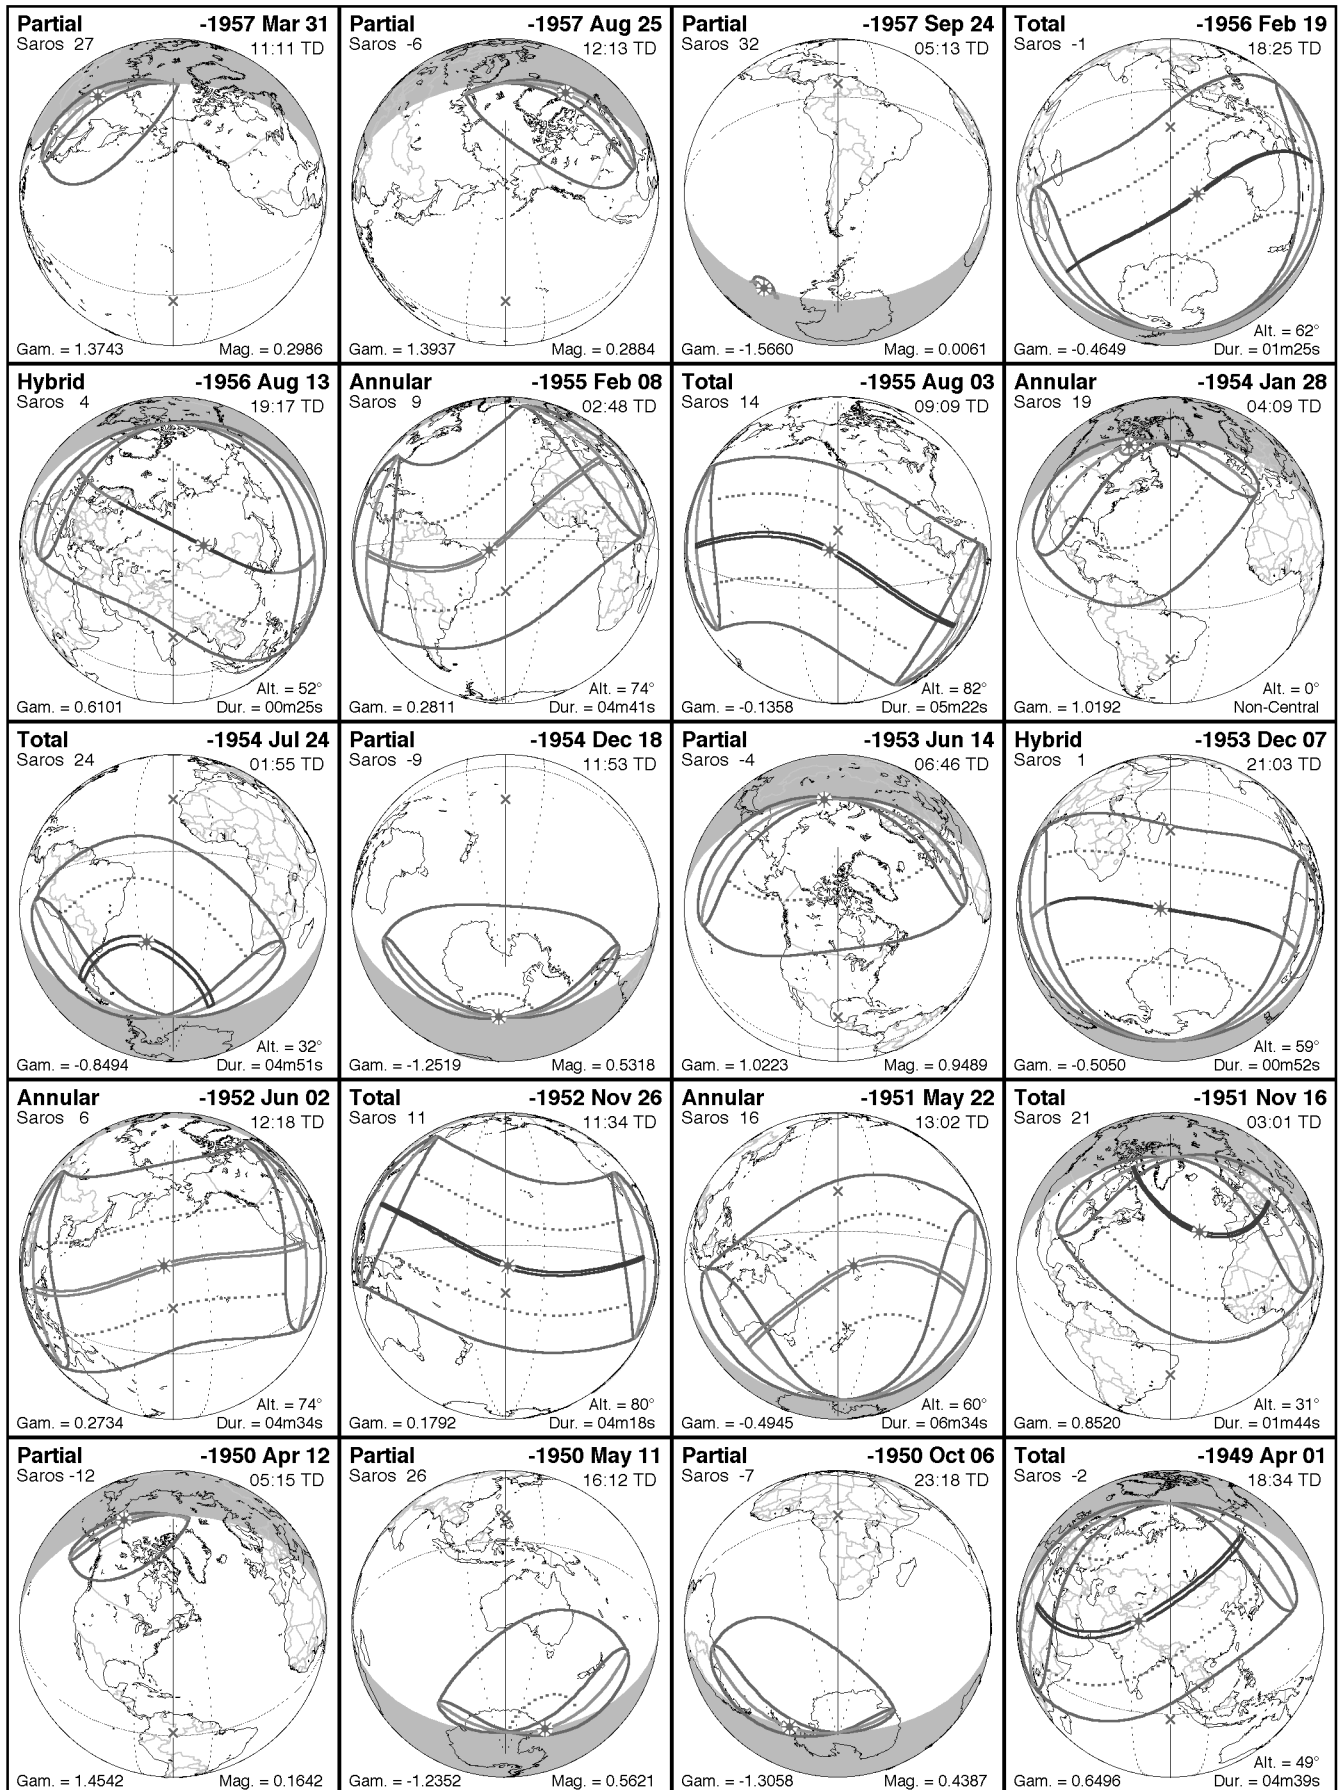 Partial -1957 Mar 31
Saros 27 11:11 TD
Gam. = 1.3743 Mag. = 0.2986
Partial -1957 Aug 25
Saros -6 12:13 TD
Gam. = 1.3937 Mag. = 0.2884
Partial -1957 Sep 24
Saros 32 05:13 TD
Gam. = -1.5660 Mag. = 0.0061
Total -1956 Feb 19
Saros -1 18:25 TD
Alt. = 62°
Gam. = -0.4649 Dur. = 01m25s
Hybrid -1956 Aug 13
Saros 4 19:17 TD
Alt. = 52°
Gam. = 0.6101 Dur. = 00m25s
Annular -1955 Feb 08
Saros 9 02:48 TD
Alt. = 74°
Gam. = 0.2811 Dur. = 04m41s
Total -1955 Aug 03
Saros 14 09:09 TD
Alt. = 82°
Gam. = -0.1358 Dur. = 05m22s
Annular -1954 Jan 28
Saros 19 04:09 TD
Alt. = 0°
Gam. = 1.0192 Non-Central
Total -1954 Jul 24
Saros 24 01:55 TD
Alt. = 32°
Gam. = -0.8494 Dur. = 04m51s
Partial -1954 Dec 18
Saros -9 11:53 TD
Gam. = -1.2519 Mag. = 0.5318
Partial -1953 Jun 14
Saros -4 06:46 TD
Gam. = 1.0223 Mag. = 0.9489
Hybrid -1953 Dec 07
Saros 1 21:03 TD
Alt. = 59°
Gam. = -0.5050 Dur. = 00m52s
Annular -1952 Jun 02
Saros 6 12:18 TD
Alt. = 74°
Gam. = 0.2734 Dur. = 04m34s
Total -1952 Nov 26
Saros 11 11:34 TD
Alt. = 80°
Gam. = 0.1792 Dur. = 04m18s
Annular -1951 May 22
Saros 16 13:02 TD
Alt. = 60°
Gam. = -0.4945 Dur. = 06m34s
Total -1951 Nov 16
Saros 21 03:01 TD
Alt. = 31°
Gam. = 0.8520 Dur. = 01m44s
Partial -1950 Apr 12
Saros -12 05:15 TD
Gam. = 1.4542 Mag. = 0.1642
Partial -1950 May 11
Saros 26 16:12 TD
Gam. = -1.2352 Mag. = 0.5621
Partial -1950 Oct 06
Saros -7 23:18 TD
Gam. = -1.3058 Mag. = 0.4387
Total -1949 Apr 01
Saros -2 18:34 TD
Alt. = 49°
Gam. = 0.6496 Dur. = 04m39s